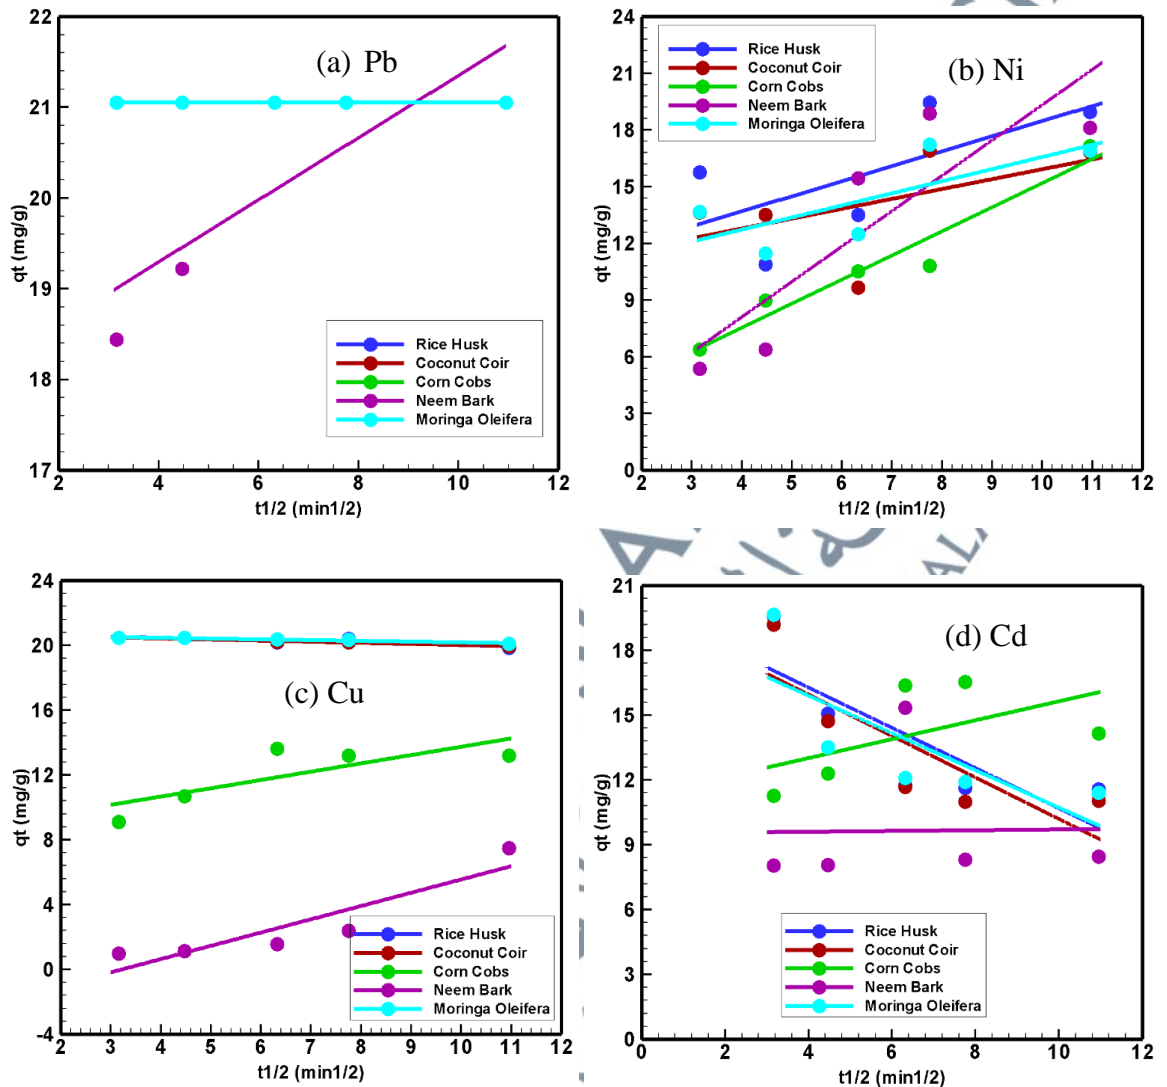 (a) Pb
22
21
20
19
18
17
qt (mg/g)
Rice Husk
Coconut Coir
Corn Cobs
Neem Bark
Moringa Oleifera
2 4 6 8 10 12
t1/2 (min1/2)
(b) Ni
24
21
18
15
12
9
6
3
0
qt (mg/g)
Rice Husk
Coconut Coir
Corn Cobs
Neem Bark
Moringa Oleifera
2 3 4 5 6 7 8 9 10 11 12
t1/2 (min1/2)
(c) Cu
24
20
16
12
8
4
0
-4
qt (mg/g)
Rice Husk
Coconut Coir
Corn Cobs
Neem Bark
Moringa Oleifera
2 3 4 5 6 7 8 9 10 11 12
t1/2 (min1/2)
(d) Cd
21
18
15
12
9
6
3
0
qt (mg/g)
Rice Husk
Coconut Coir
Corn Cobs
Neem Bark
Moringa Oleifera
0 2 4 6 8 10 12
t1/2 (min1/2)